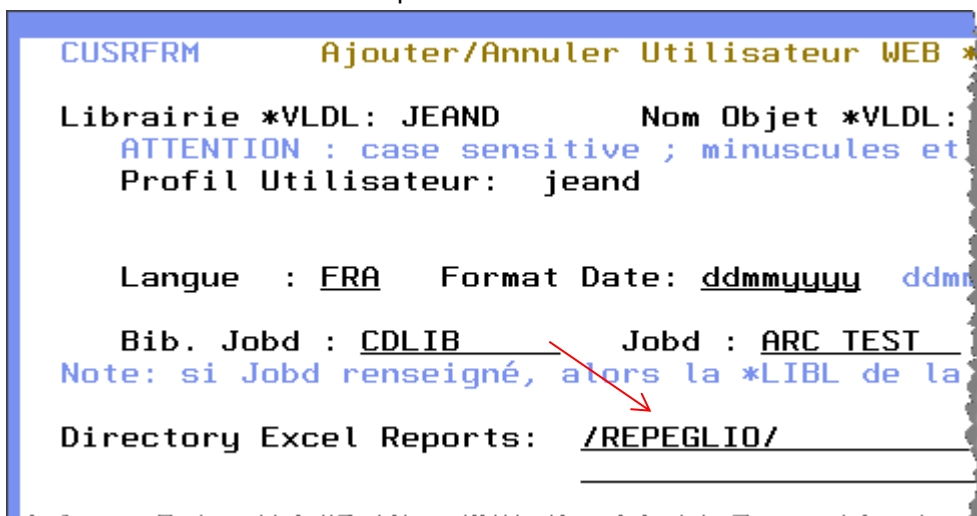 CUSRFRM Ajouter/Annuler Utilisateur WEB *
Librairie *VLDL: JEAND Nom Objet *VLDL:
ATTENTION : case sensitive ; minuscules et
Profil Utilisateur: jeand
Langue : FRA Format Date: ddmmyyyy ddmm
Bib. Jobd : CDLIB Jobd : ARC_TEST
Note: si Jobd renseigné, alors la *LIBL de la
Directory Excel Reports: /REPEGLIO/